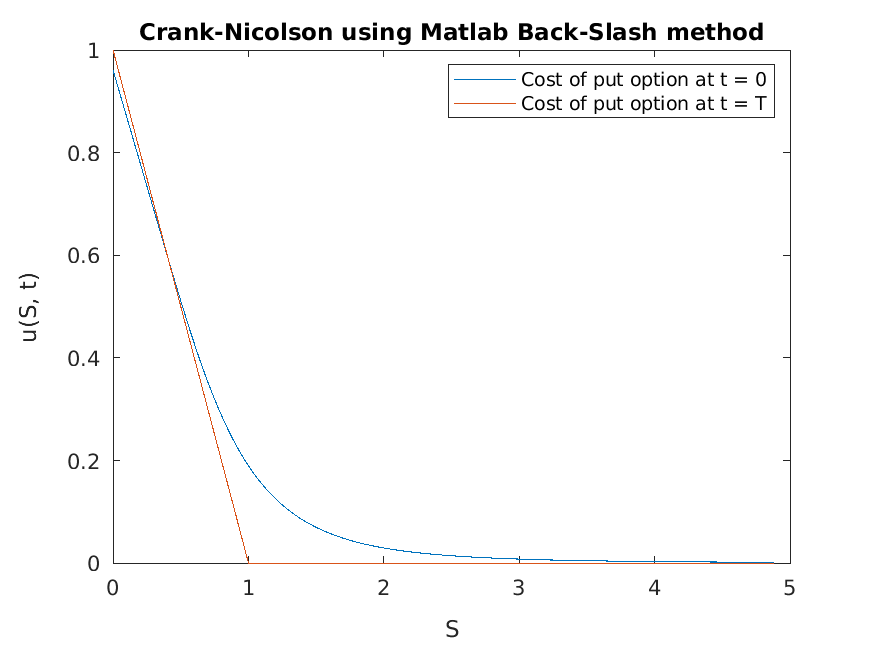 Crank-Nicolson using Matlab Back-Slash method
Cost of put option at t = 0
Cost of put option at t = T
1
0.8
0.6
0.4
0.2
0
u(S, t)
0 1 2 3 4 5
S